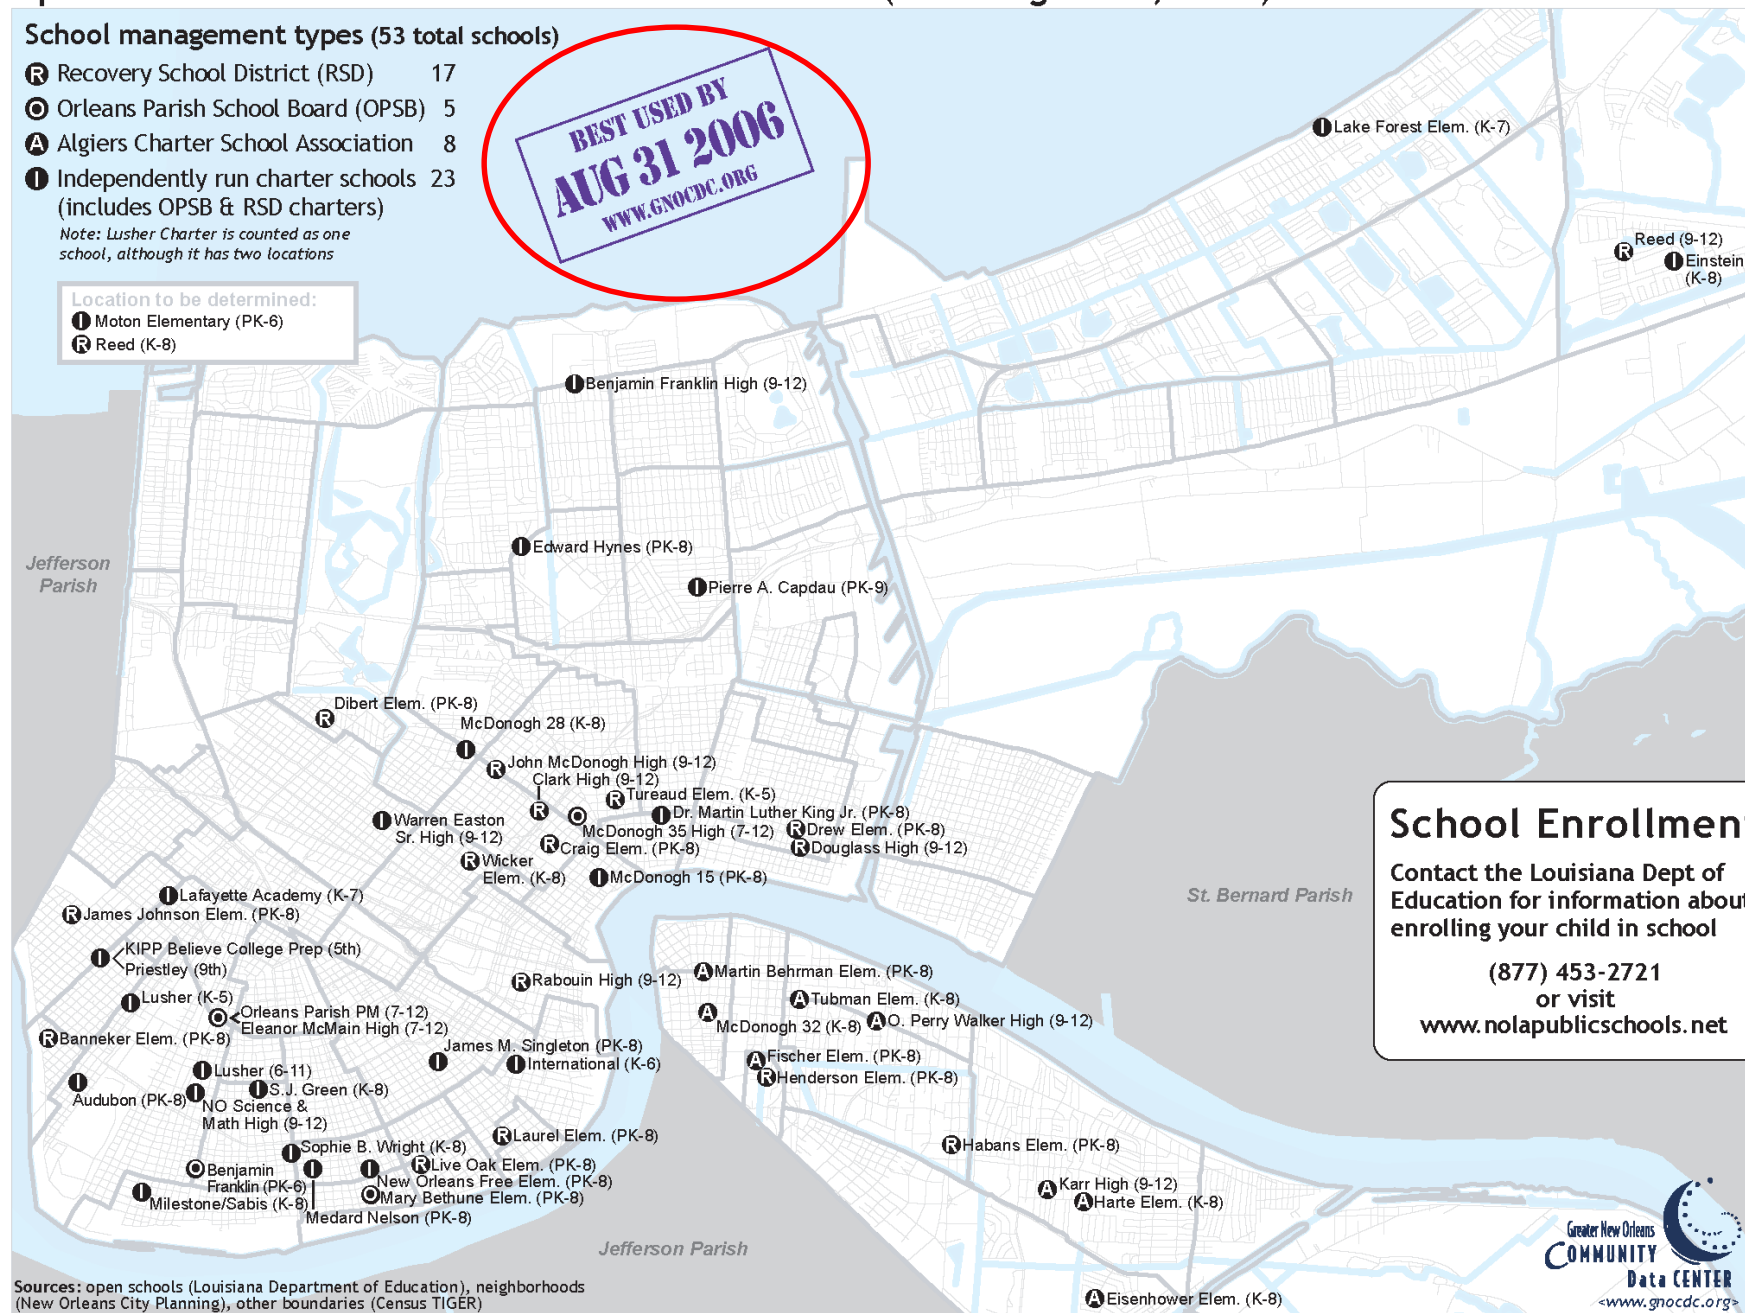 School management types (53 total schools)
R Recovery School District (RSD) 17
Orleans Parish School Board (OPSB) 5
A Algiers Charter School Association 8
I Independently run charter schools 23
(includes OPSB & RSD charters)
Note: Lusher Charter is counted as one
school, although it has two locations
BEST USED BY
AUG 31 2006
WWW.GNOCDC.ORG
Location to be determined:
I Moton Elementary (PK-6)
R Reed (K-8)
I Lake Forest Elem. (K-7)
Reed (9-12)
R
I Einstein
(K-8)
I Benjamin Franklin High (9-12)
Jefferson
Parish
I Edward Hynes (PK-8)
I Pierre A. Capdau (PK-9)
Dibert Elem. (PK-8)
R
McDonogh 28 (K-8)
I
R John McDonogh High (9-12)
Clark High (9-12)
R
R Tureaud Elem. (K-5)
I Dr. Martin Luther King Jr. (PK-8)
I Warren Easton
Sr. High (9-12)
McDonogh 35 High (7-12)
R Drew Elem. (PK-8)
R Craig Elem. (PK-8)
R Douglass High (9-12)
R Wicker
Elem. (K-8)
I McDonogh 15 (PK-8)
I Lafayette Academy (K-7)
R James Johnson Elem. (PK-8)
I KIPP Believe College Prep (5th)
Priestley (9th)
I Lusher (K-5)
Orleans Parish PM (7-12)
Eleanor McMain High (7-12)
R Banneker Elem. (PK-8)
R Rabouin High (9-12)
James M. Singleton (PK-8)
I
I International (K-6)
I Lusher (6-11)
I S.J. Green (K-8)
I
Audubon (PK-8)
I NO Science &
Math High (9-12)
I Sophie B. Wright (K-8)
R Laurel Elem. (PK-8)
R Live Oak Elem. (PK-8)
Benjamin
Franklin (PK-6)
I New Orleans Free Elem. (PK-8)
Mary Bethune Elem. (PK-8)
I Milestone/Sabis (K-8)
I
Medard Nelson (PK-8)
A Martin Behrman Elem. (PK-8)
A Tubman Elem. (K-8)
A McDonogh 32 (K-8)
A O. Perry Walker High (9-12)
A Fischer Elem. (PK-8)
R Henderson Elem. (PK-8)
R Habans Elem. (PK-8)
A Karr High (9-12)
A Harte Elem. (K-8)
A Eisenhower Elem. (K-8)
St. Bernard Parish
Jefferson Parish
School Enrollment
Contact the Louisiana Dept of
Education for information about
enrolling your child in school
(877) 453-2721
or visit
www.nolapublicschools.net
Greater New Orleans
COMMUNITY
Data CENTER
<www.gnocdc.org>
Sources: open schools (Louisiana Department of Education), neighborhoods
(New Orleans City Planning), other boundaries (Census TIGER)